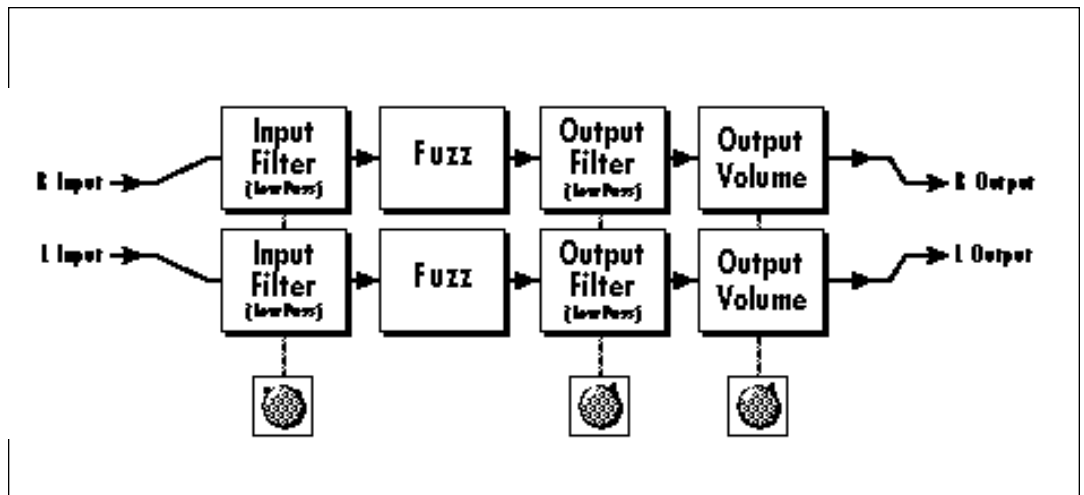 Input Filter (lowPass)
Fuzz
Output Filter (lowPass)
Output Volume
R Input
R Output
Input Filter (lowPass)
Fuzz
Output Filter (lowPass)
Output Volume
L Input
L Output